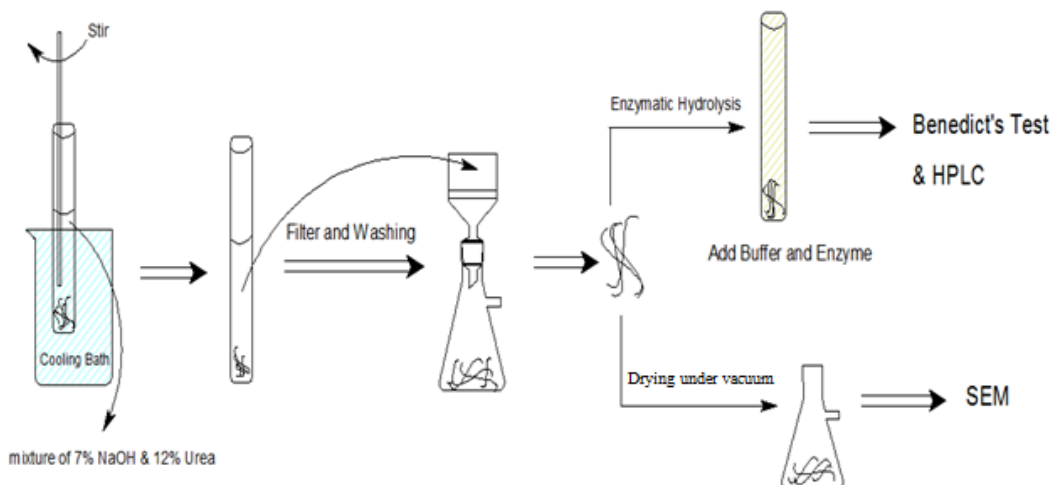 Stir
Cooling Bath
mixture of 7% NaOH & 12% Urea
Filter and Washing
Enzymatic Hydrolysis
Add Buffer and Enzyme
Benedict's Test
& HPLC
Drying under vacuum
SEM